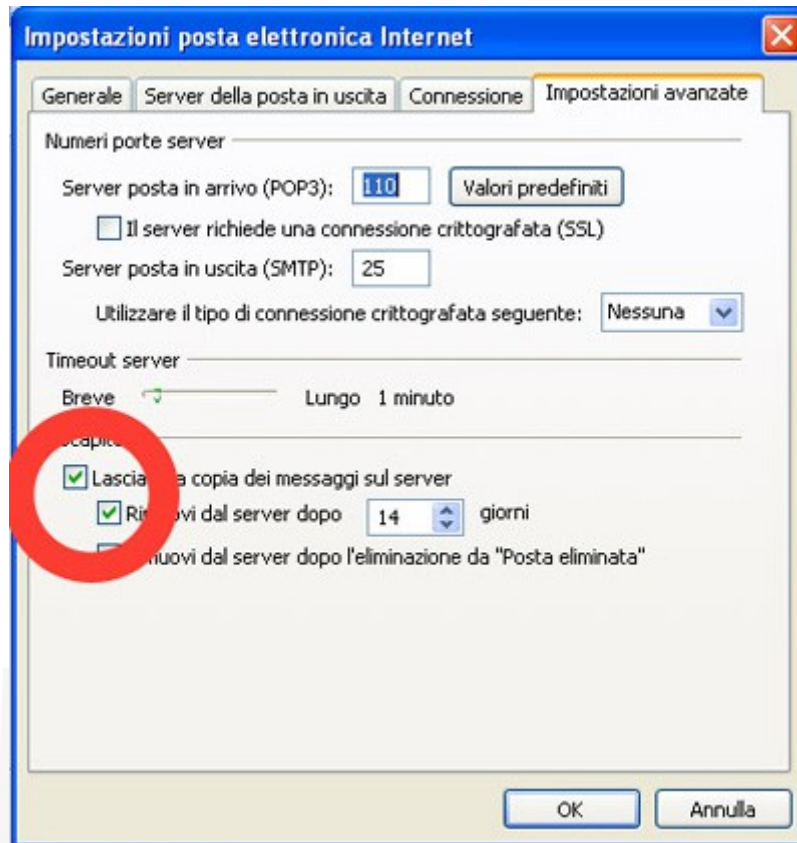 Impostazioni posta elettronica Internet
Generale Server della posta in uscita Connessione Impostazioni avanzate
Numeri porte server
Server posta in arrivo (POP3): 110 Valori predefiniti
Il server richiede una connessione crittografata (SSL)
Server posta in uscita (SMTP): 25
Utilizzare il tipo di connessione crittografata seguente: Nessuna
Timeout server
Breve Lungo 1 minuto
copia dei messaggi sul server
dal server dopo 14 giorni
dal server dopo l'eliminazione da "Posta eliminata"
OK Annulla